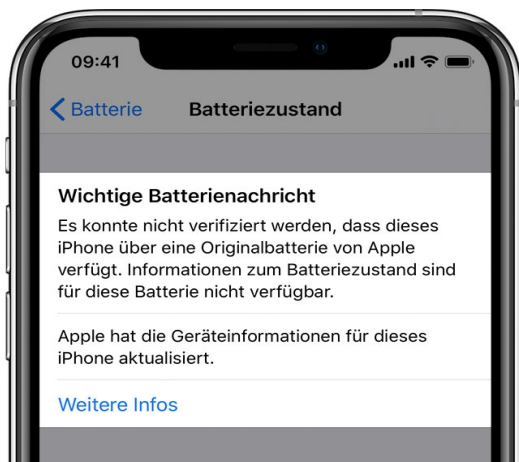 09:41
Batterie Batteriezustand
Wichtige Batterienachricht
Es konnte nicht verifiziert werden, dass dieses
iPhone über eine Originalbatterie von Apple
verfügt. Informationen zum Batteriezustand sind
für diese Batterie nicht verfügbar.
Apple hat die Geräteinformationen für dieses
iPhone aktualisiert.
Weitere Infos